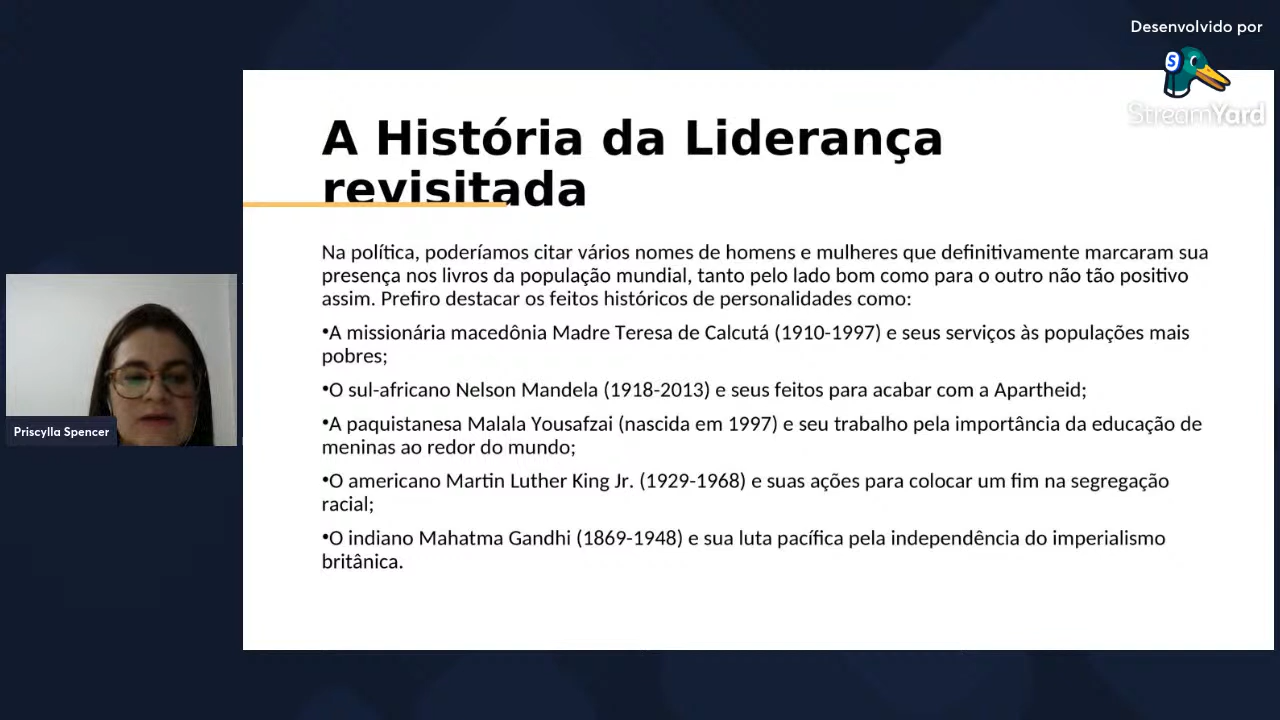 Desenvolvido por
StreamYard
A História da Liderança
revisitada
Na política, poderíamos citar vários nomes de homens e mulheres que definitivamente marcaram sua
presença nos livros da população mundial, tanto pelo lado bom como para o outro não tão positivo
assim. Prefiro destacar os feitos históricos de personalidades como:
•A missionária macedônia Madre Teresa de Calcutá (1910-1997) e seus serviços às populações mais
pobres;
•O sul-africano Nelson Mandela (1918-2013) e seus feitos para acabar com a Apartheid;
•A paquistanesa Malala Yousafzai (nascida em 1997) e seu trabalho pela importância da educação de
meninas ao redor do mundo;
•O americano Martin Luther King Jr. (1929-1968) e suas ações para colocar um fim na segregação
racial;
•O indiano Mahatma Gandhi (1869-1948) e sua luta pacífica pela independência do imperialismo
britânica.
Priscylla Spencer